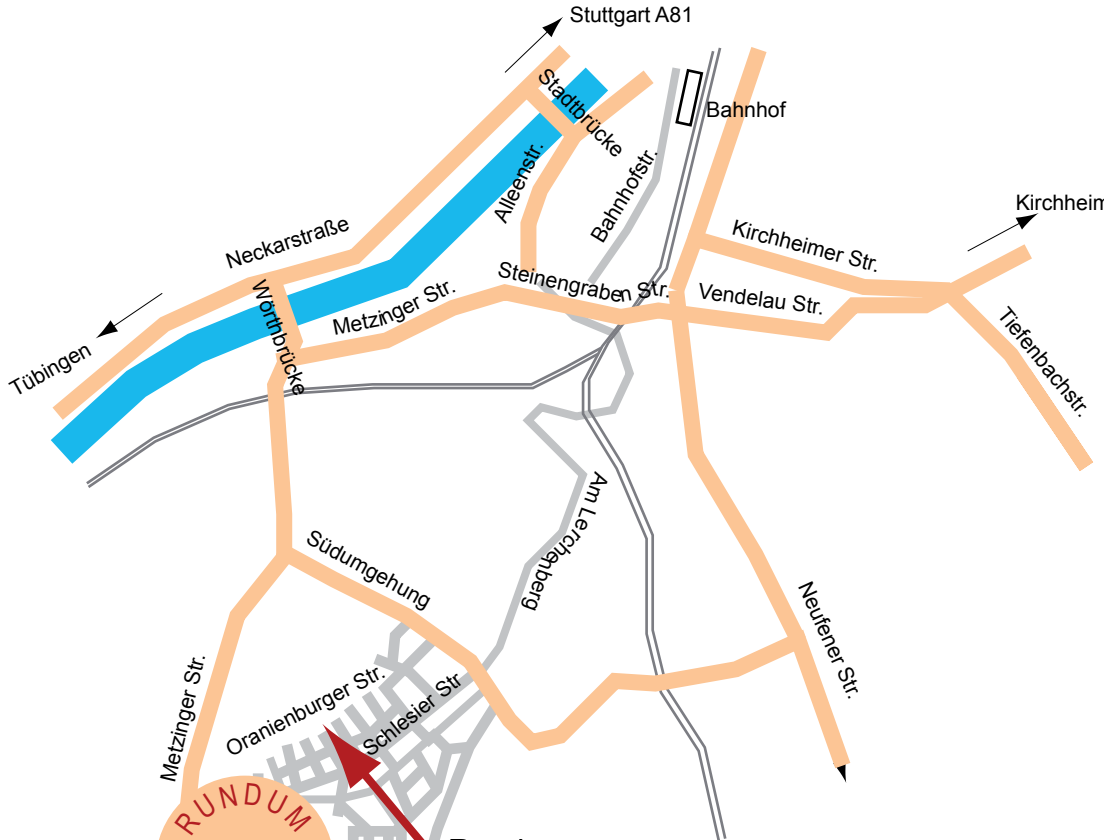 Stuttgart A81
Stadtbrücke
Bahnhof
Alleenstr.
Bahnhofstr.
Kirchheim
Neckarstraße
Kirchheimer Str.
Steinengraben Str.
Vendelau Str.
Wörthbrücke
Metzinger Str.
Tübingen
Tiefenbachstr.
Am Lerchenberg
Südumgehung
Neufener Str.
Metzinger Str.
Oranienburger Str.
Schlesier Str
RUNDUM